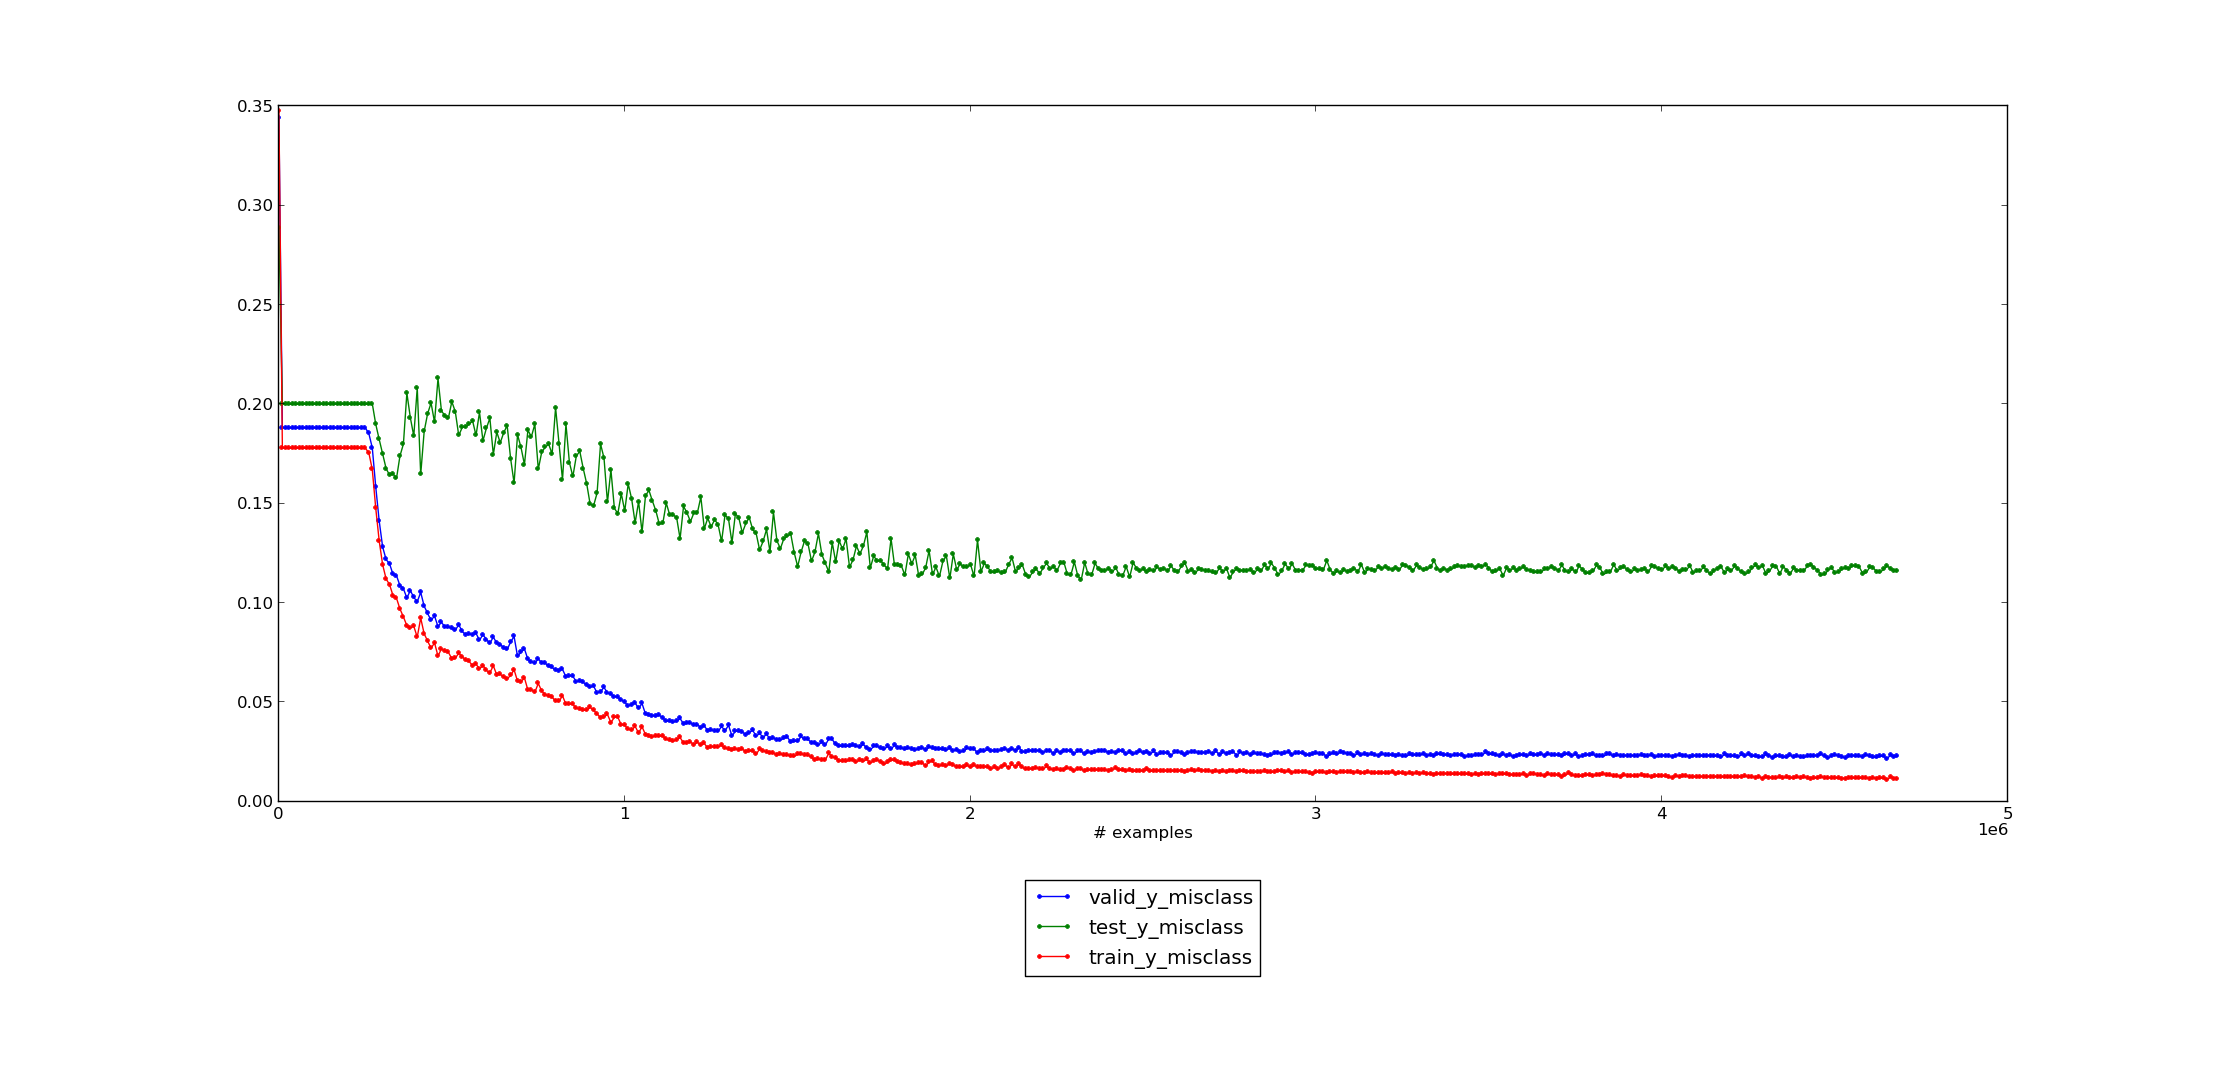 0.35
0.30
0.25
0.20
0.15
0.10
0.05
0.00
0 1 2 3 4 5
# examples
1e6
valid_y_misclass
test_y_misclass
train_y_misclass